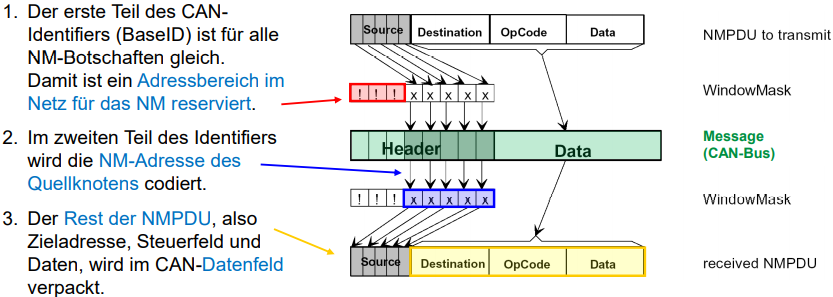 1. Der erste Teil des CAN-
Identifiers (BaseID) ist für alle
NM-Botschaften gleich.
Damit ist ein Adressbereich im
Netz für das NM reserviert.
2. Im zweiten Teil des Identifiers
wird die NM-Adresse des
Quellknotens codiert.
3. Der Rest der NMPDU, also
Zieladresse, Steuerfeld und
Daten, wird im CAN-Datenfeld
verpackt.
Source Destination OpCode Data NMPDU to transmit
! ! ! x x x x x WindowMask
Header Data Message
(CAN-Bus)
! ! ! x x x x x WindowMask
Source Destination OpCode Data received NMPDU